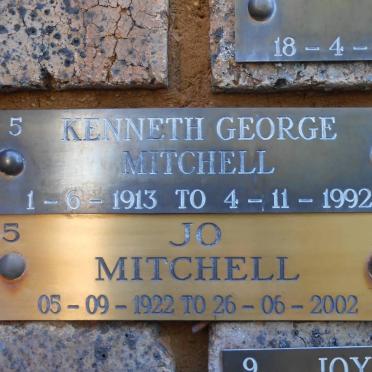 18 - 4 -
5
KENNETH GEORGE
MITCHELL
1 - 6 - 1913 TO 4 - 11 - 1992
5
JO
MITCHELL
05 - 09 - 1922 TO 26 - 06 - 2002
9 JOY